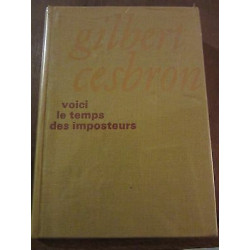 gilbert
cesbron
voici
le temps
des imposteurs